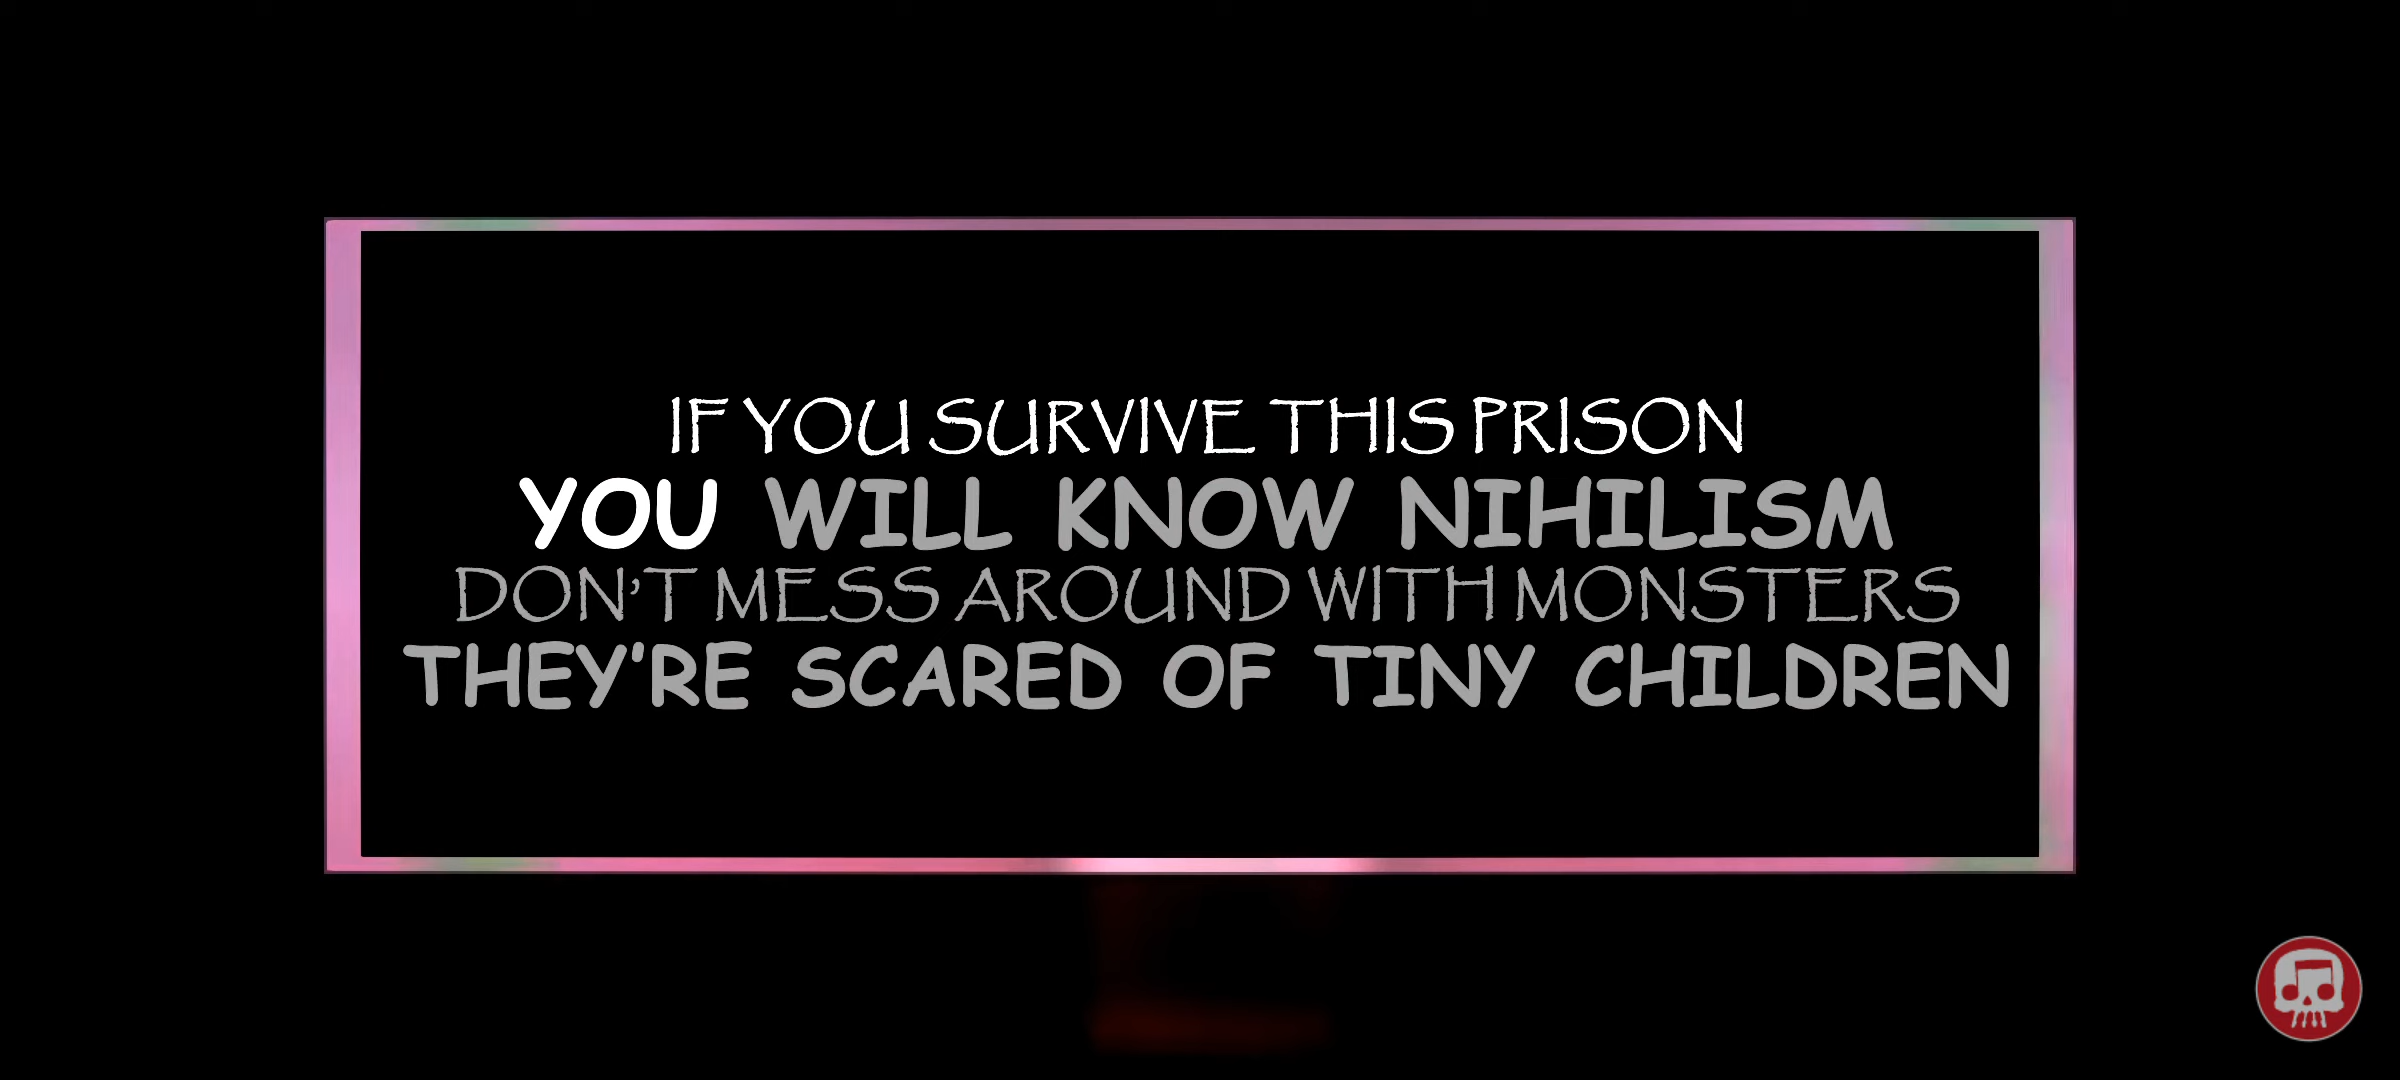 IF YOU SURVIVE THIS PRISON
YOU WILL KNOW NIHILISM
DON'T MESS AROUND WITH MONSTERS
THEY'RE SCARED OF TINY CHILDREN